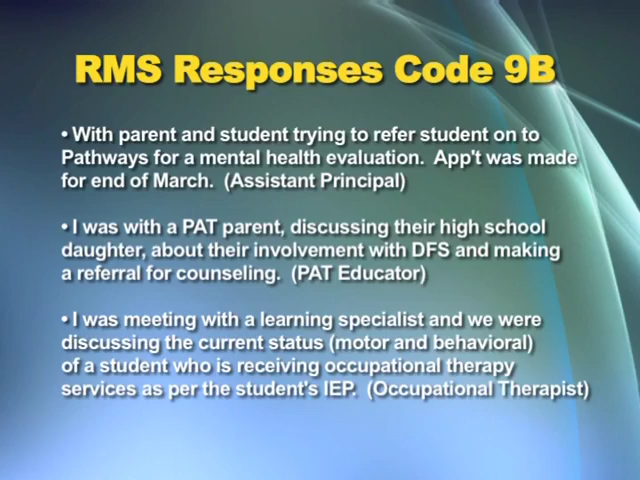 RMS Responses Code 9B
• With parent and student trying to refer student on to
Pathways for a mental health evaluation.  App't was made
for end of March.  (Assistant Principal)
• I was with a PAT parent, discussing their high school
daughter, about their involvement with DFS and making
a referral for counseling.  (PAT Educator)
• I was meeting with a learning specialist and we were
discussing the current status (motor and behavioral)
of a student who is receiving occupational therapy
services as per the student's IEP.  (Occupational Therapist)